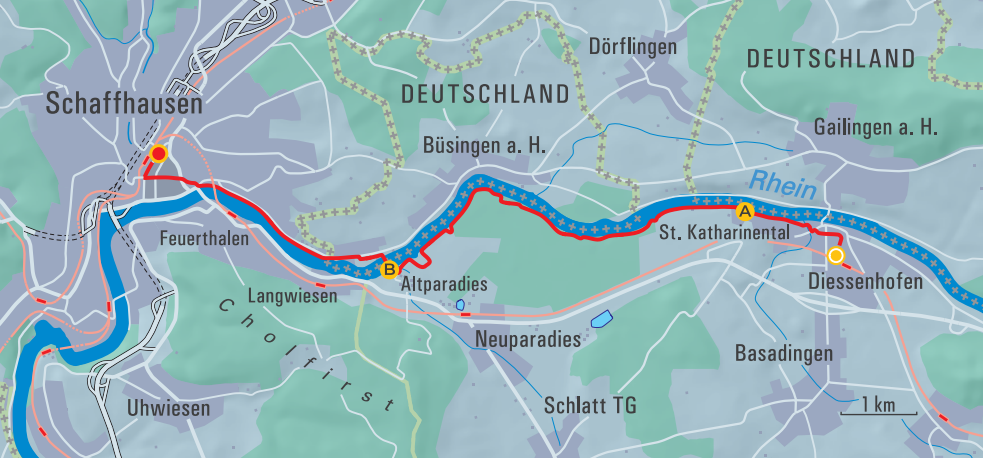 Dörflingen
DEUTSCHLAND
Schaffhausen
DEUTSCHLAND
Gailingen a. H.
Büsingen a. H.
Rhein
A
St. Katharinental
Feuerthalen
B
Altparadies
Diessenhofen
Langwiesen
Cholfirst
Neuparadies
Basadingen
Uhwiesen
Schlatt TG
1 km